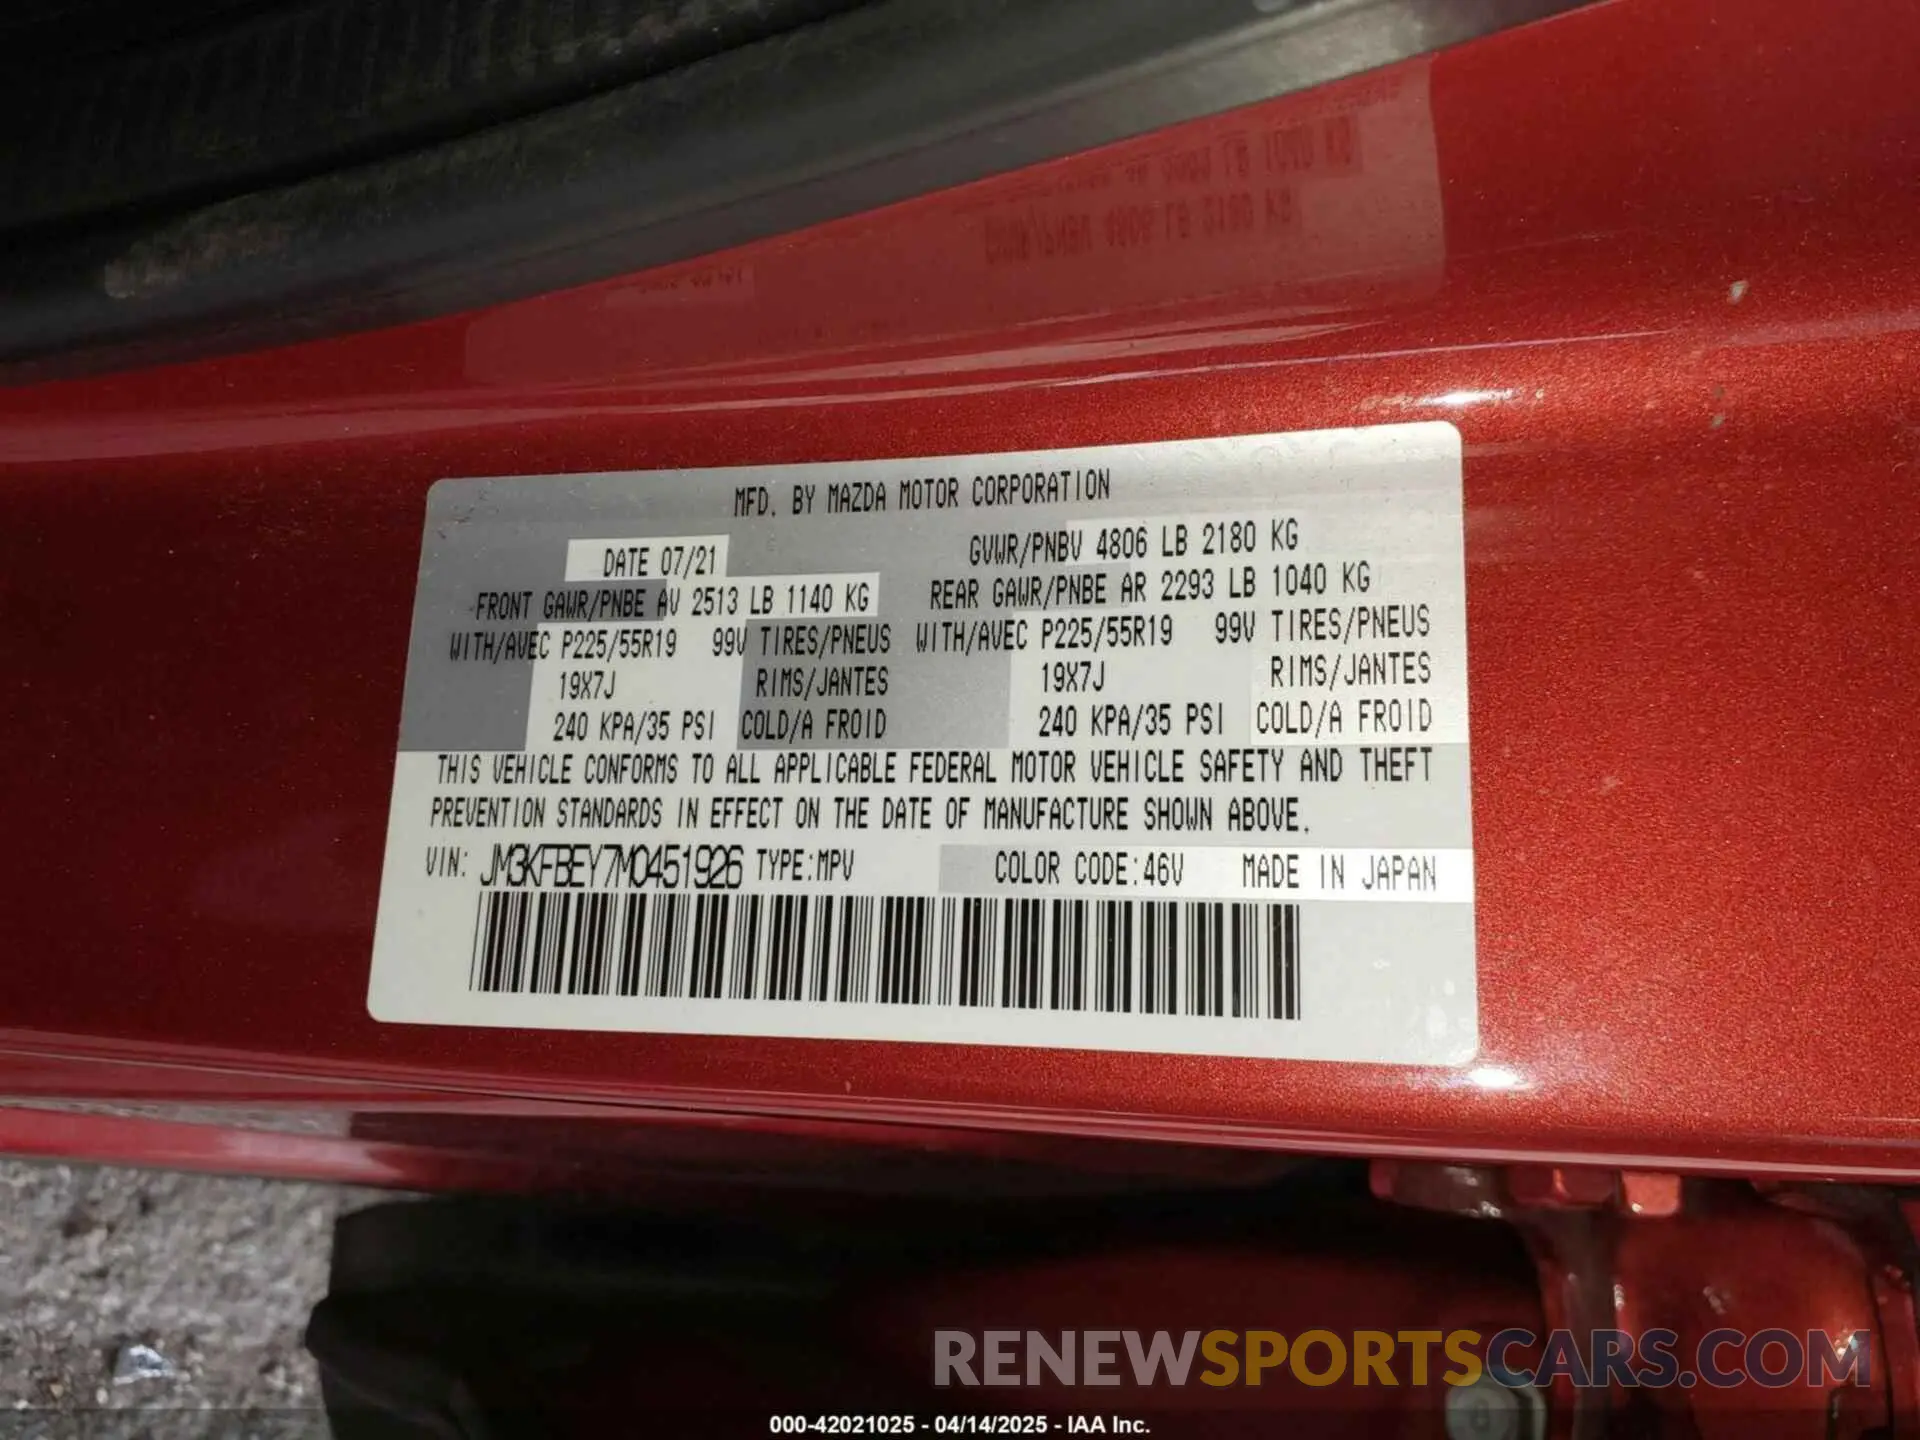 MFD. BY MAZDA MOTOR CORPORATION
DATE 07/21 GVWR/PNBV 4806 LB 2180 KG
FRONT GAWR/PNBE AV 2513 LB 1140 KG REAR GAWR/PNBE AR 2293 LB 1040 KG
WITH/AVEC P225/55R19 99V TIRES/PNEUS WITH/AVEC P225/55R19 99V TIRES/PNEUS
19X7J RIMS/JANTES 19X7J RIMS/JANTES
240 KPA/35 PSI COLD/A FROID 240 KPA/35 PSI COLD/A FROID
THIS VEHICLE CONFORMS TO ALL APPLICABLE FEDERAL MOTOR VEHICLE SAFETY AND THEFT
PREVENTION STANDARDS IN EFFECT ON THE DATE OF MANUFACTURE SHOWN ABOVE.
VIN: JM3KFBEY7M0451926 TYPE:MPV COLOR CODE:46V MADE IN JAPAN
RENEWSPORTSCARS.COM
000-42021025 - 04/14/2025 - IAA Inc.